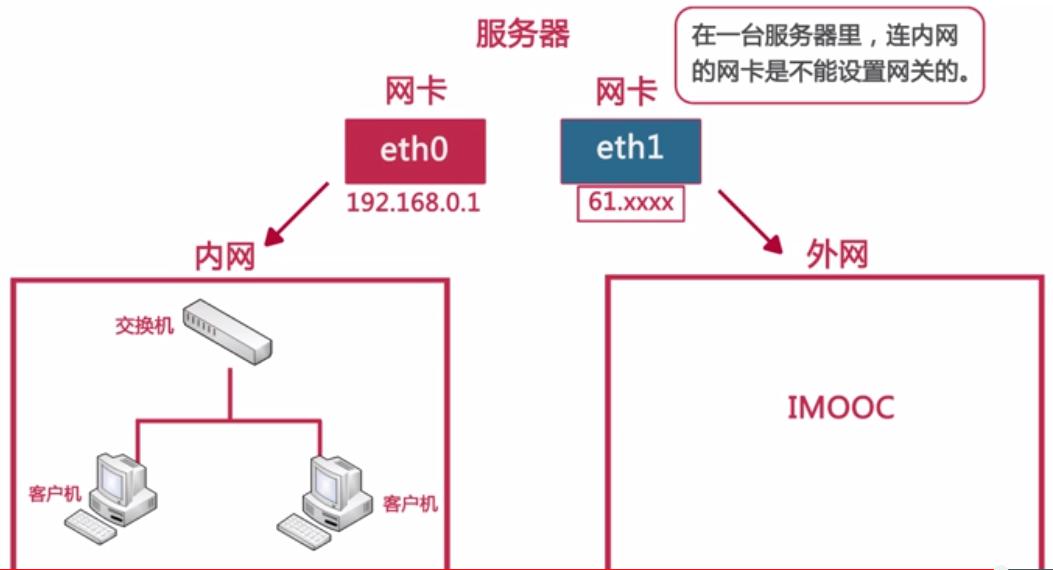 服务器
在一台服务器里，连内网
的网卡是不能设置网关的。
网卡
网卡
eth0
eth1
192.168.0.1
61.xxxx
内网
外网
交换机
IMOOC
客户机
客户机